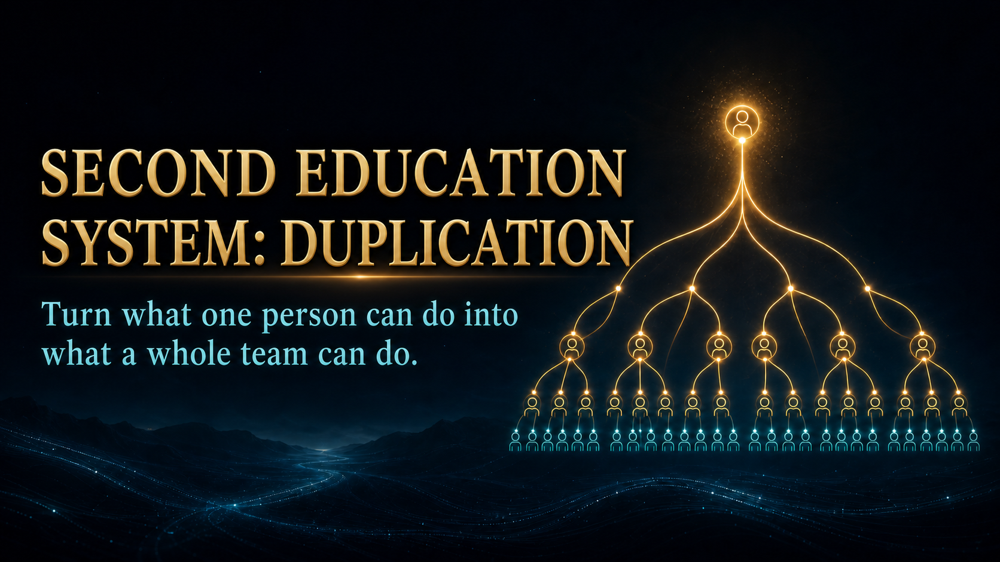 SECOND EDUCATION
SYSTEM: DUPLICATION
Turn what one person can do into
what a whole team can do.